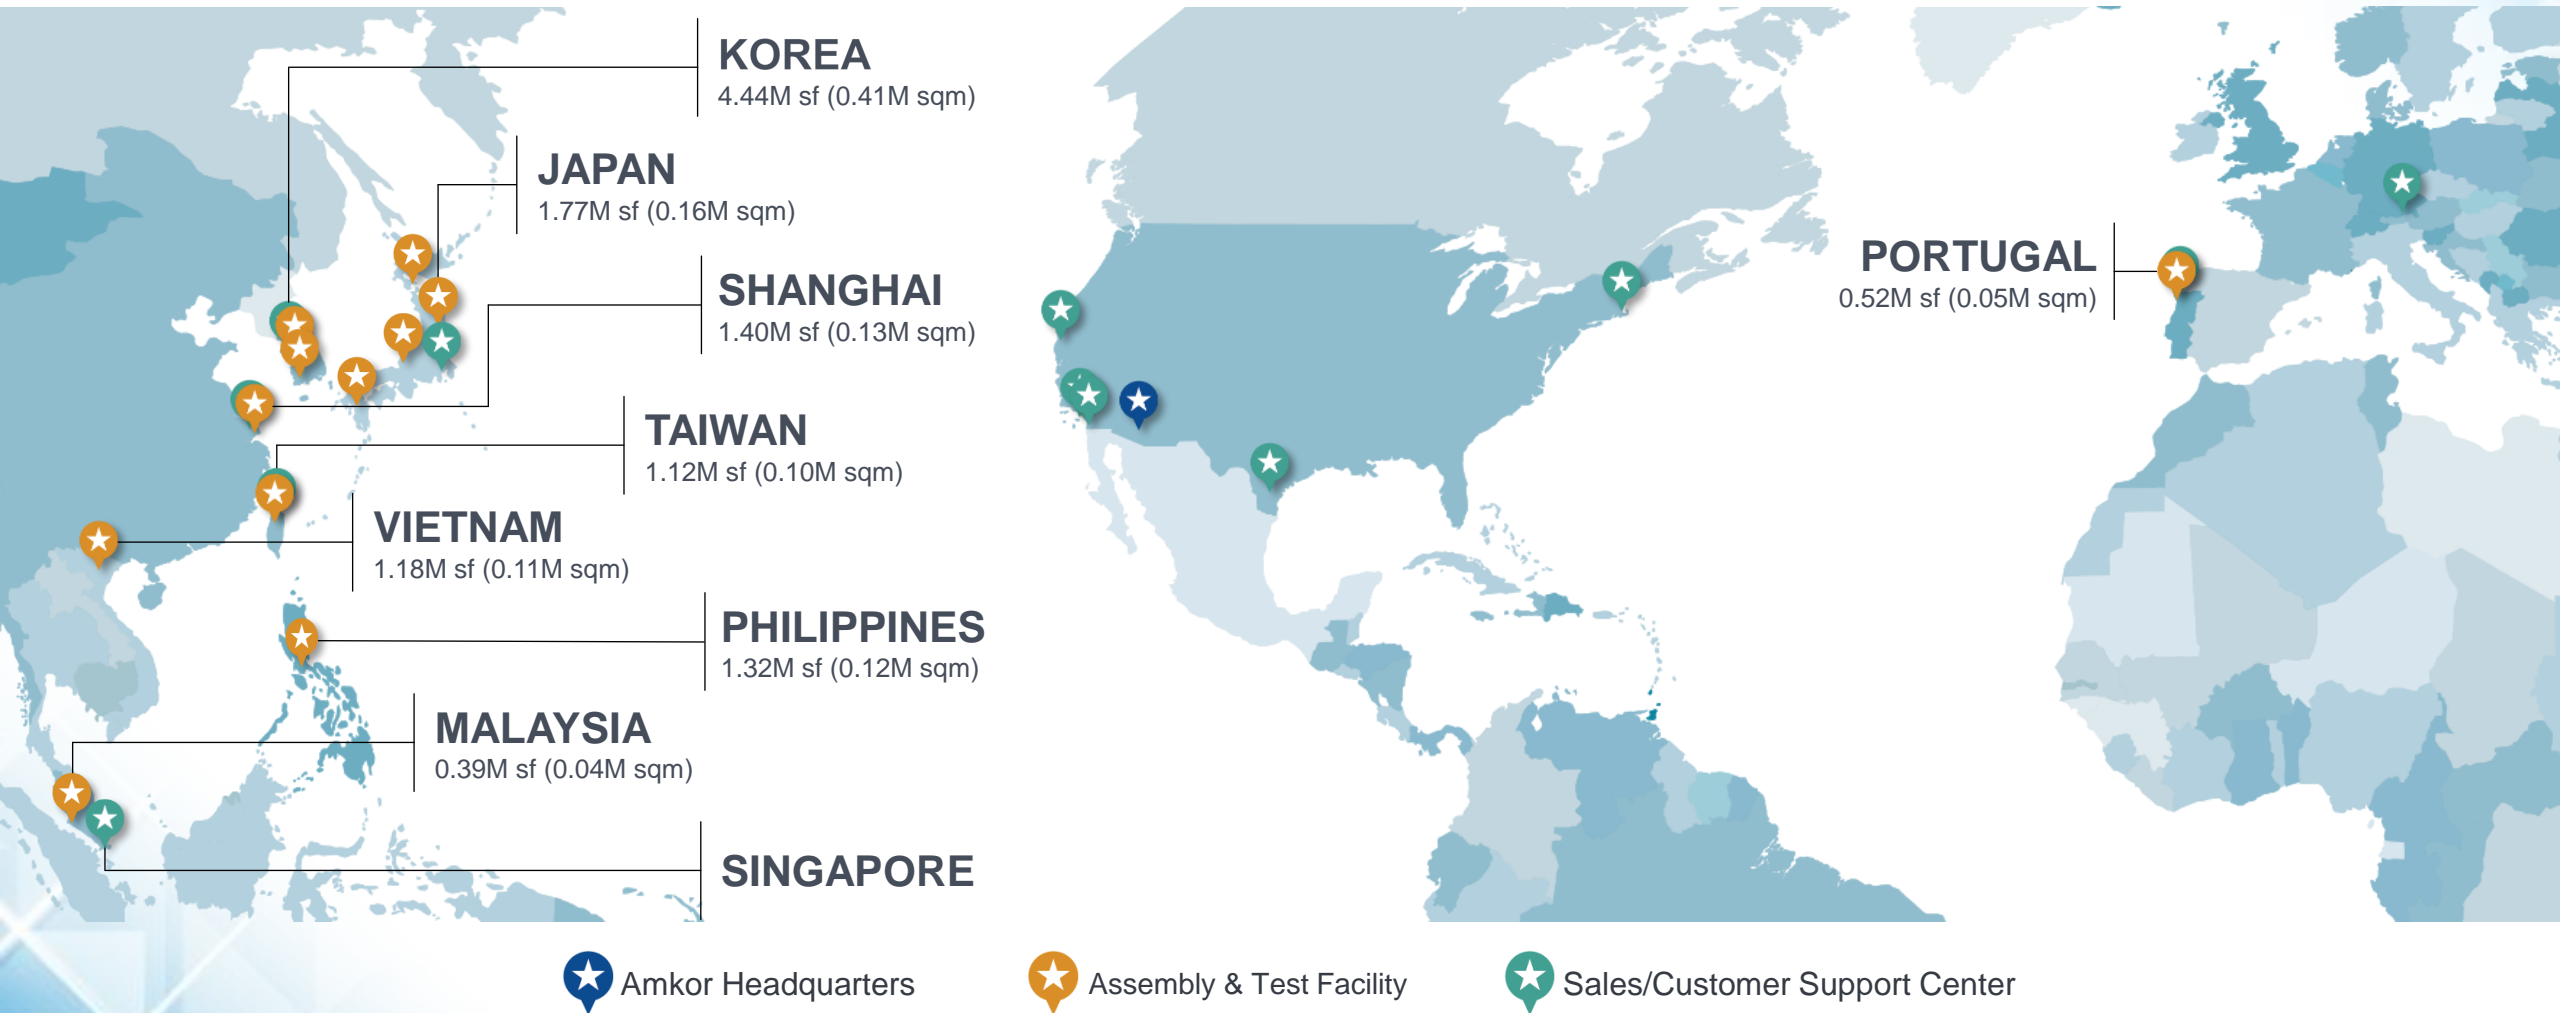 KOREA
4.44M sf (0.41M sqm)
JAPAN
1.77M sf (0.16M sqm)
SHANGHAI
1.40M sf (0.13M sqm)
TAIWAN
1.12M sf (0.10M sqm)
VIETNAM
1.18M sf (0.11M sqm)
PHILIPPINES
1.32M sf (0.12M sqm)
MALAYSIA
0.39M sf (0.04M sqm)
SINGAPORE
PORTUGAL
0.52M sf (0.05M sqm)
Amkor Headquarters
Assembly & Test Facility
Sales/Customer Support Center